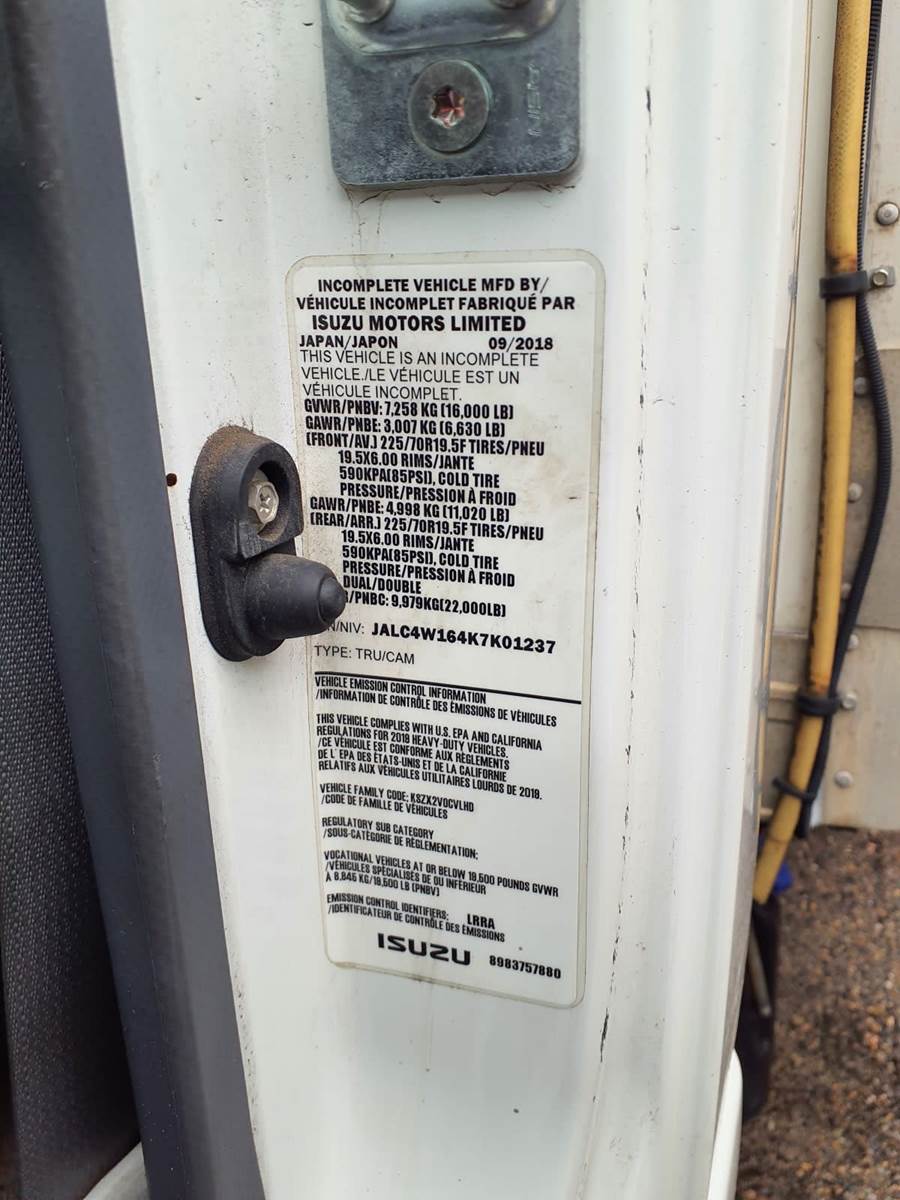 AISIN
INCOMPLETE VEHICLE MFD BY/
VÉHICULE INCOMPLET FABRIQUÉ PAR
ISUZU MOTORS LIMITED
JAPAN/JAPON 09/2018
THIS VEHICLE IS AN INCOMPLETE
VEHICLE./LE VÉHICULE EST UN
VÉHICULE INCOMPLET.
GVWR/PNBV: 7,258 KG (16,000 LB)
GAWR/PNBE: 3,007 KG (6,630 LB)
(FRONT/AV.) 225/70R19.5F TIRES/PNEU
19.5X6.00 RIMS/JANTE
590KPA(85PSI), COLD TIRE
PRESSURE/PRESSION À FROID
GAWR/PNBE: 4,998 KG (11,020 LB)
(REAR/ARR.) 225/70R19.5F TIRES/PNEU
19.5X6.00 RIMS/JANTE
590KPA(85PSI), COLD TIRE
PRESSURE/PRESSION À FROID
DUAL/DOUBLE
/PNBC: 9,979KG(22,000LB)
N/NIV: JALC4W164K7K01237
TYPE: TRU/CAM
VEHICLE EMISSION CONTROL INFORMATION
/INFORMATION DE CONTRÔLE DES ÉMISSIONS DE VÉHICULES
THIS VEHICLE COMPLIES WITH U.S. EPA AND CALIFORNIA
REGULATIONS FOR 2019 HEAVY-DUTY VEHICLES.
/CE VÉHICULE EST CONFORME AUX RÈGLEMENTS
DE L' EPA DES ÉTATS-UNIS ET DE LA CALIFORNIE
RELATIFS AUX VÉHICULES UTILITAIRES LOURDS DE 2019.
VEHICLE FAMILY CODE: KSZX2VOCVLHD
/CODE DE FAMILLE DE VÉHICULES
REGULATORY SUB CATEGORY
/SOUS-CATÉGORIE DE RÉGLEMENTATION:
VOCATIONAL VEHICLES AT OR BELOW 19,500 POUNDS GVWR
/VÉHICULES SPÉCIALISÉS DE OU INFÉRIEUR
À 8,845 KG/19,500 LB (PNBV)
EMISSION CONTROL IDENTIFIERS: LRRA
/IDENTIFICATEUR DE CONTRÔLE DES ÉMISSIONS
ISUZU 8983757880